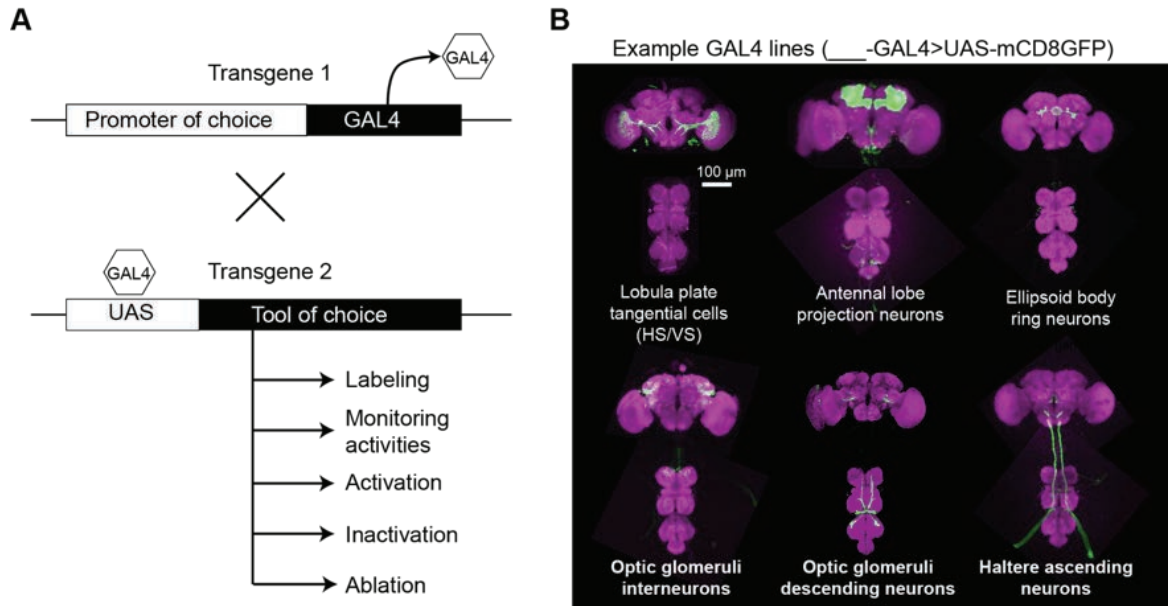 A
Transgene 1
GAL4
Promoter of choice
GAL4
GAL4
Transgene 2
UAS
Tool of choice
Labeling
Monitoring
activities
Activation
Inactivation
Ablation
B
Example GAL4 lines (___-GAL4>UAS-mCD8GFP)
100 µm
Lobula plate
tangential cells
(HS/VS)
Antennal lobe
projection neurons
Ellipsoid body
ring neurons
Optic glomeruli
interneurons
Optic glomeruli
descending neurons
Haltere ascending
neurons